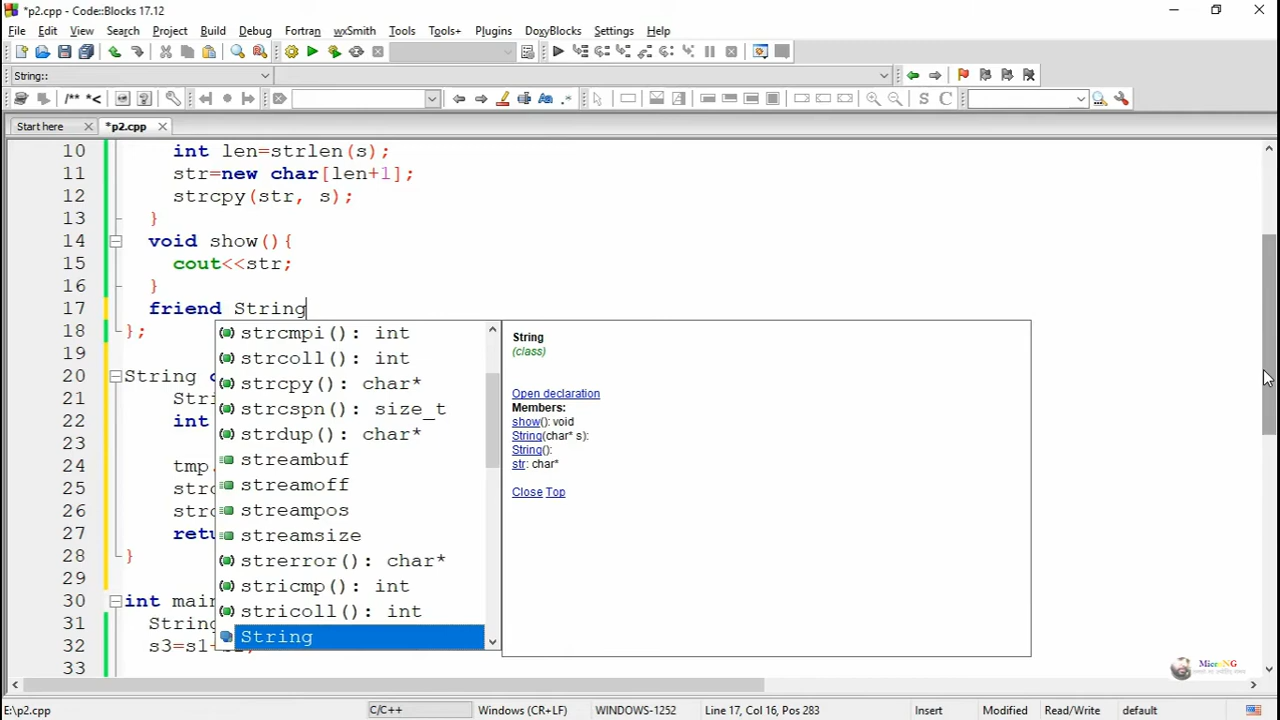 *p2.cpp - Code::Blocks 17.12
File Edit View Search Project Build Debug Fortran wxSmith Tools Tools+ Plugins DoxyBlocks Settings Help
String::
/** *<
S C
Start here *p2.cpp
10 int len=strlen(s);
11 str=new char[len+1];
12 strcpy(str, s);
13 }
14 void show(){
15 cout<<str;
16 }
17 friend String
18 };
19
20 String
21
22 int
23
24 tmp.
25
26
27
28 }
29
30 int main
31 String
32 s3=s1
33
strcmpi(): int
strcoll(): int
strcpy(): char*
strcspn(): size_t
strdup(): char*
streambuf
streamoff
streampos
streamsize
strerror(): char*
stricmp(): int
stricoll(): int
String
String
(class)
Open declaration
Members:
show(): void
String(char* s):
String():
str: char*
Close Top
MicroNG
E:\p2.cpp C/C++ Windows (CR+LF) WINDOWS-1252 Line 17, Col 16, Pos 283 Insert Modified Read/Write default